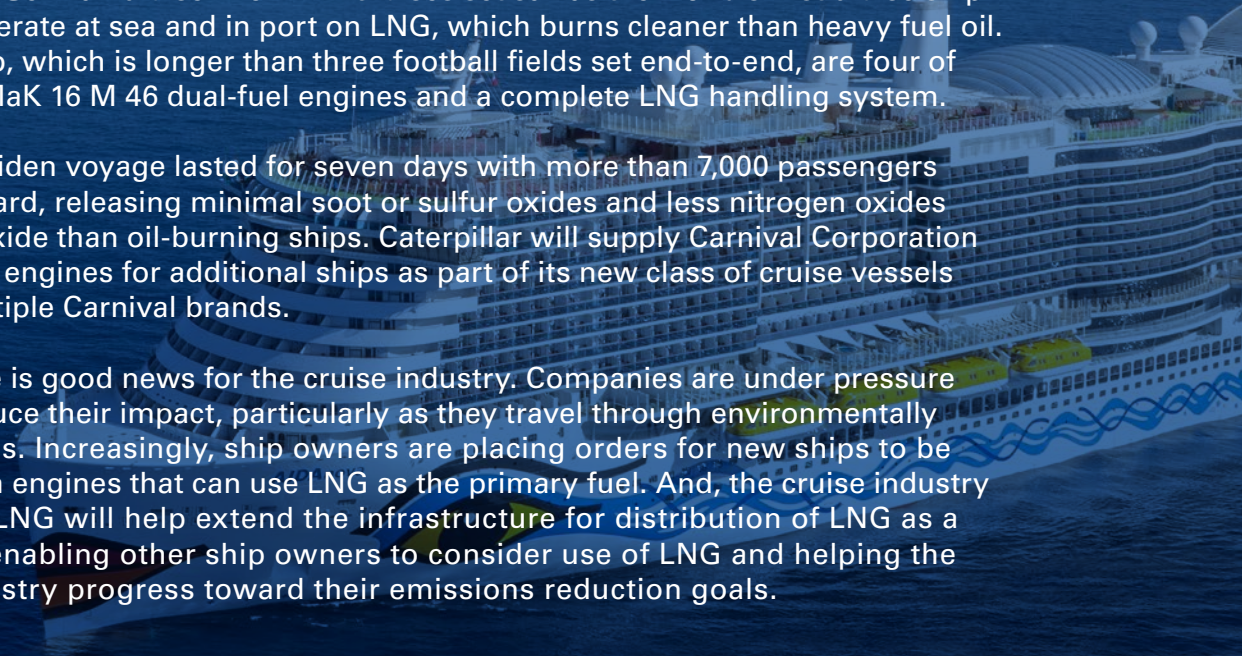 erate at sea and in port on LNG, which burns cleaner than heavy fuel oil.
, which is longer than three football fields set end-to-end, are four of
laK 16 M 46 dual-fuel engines and a complete LNG handling system.
iden voyage lasted for seven days with more than 7,000 passengers
ard, releasing minimal soot or sulfur oxides and less nitrogen oxides
xide than oil-burning ships. Caterpillar will supply Carnival Corporation
engines for additional ships as part of its new class of cruise vessels
tiple Carnival brands.
e is good news for the cruise industry. Companies are under pressure
uce their impact, particularly as they travel through environmentally
s. Increasingly, ship owners are placing orders for new ships to be
n engines that can use LNG as the primary fuel. And, the cruise industry
LNG will help extend the infrastructure for distribution of LNG as a
enabling other ship owners to consider use of LNG and helping the
stry progress toward their emissions reduction goals.